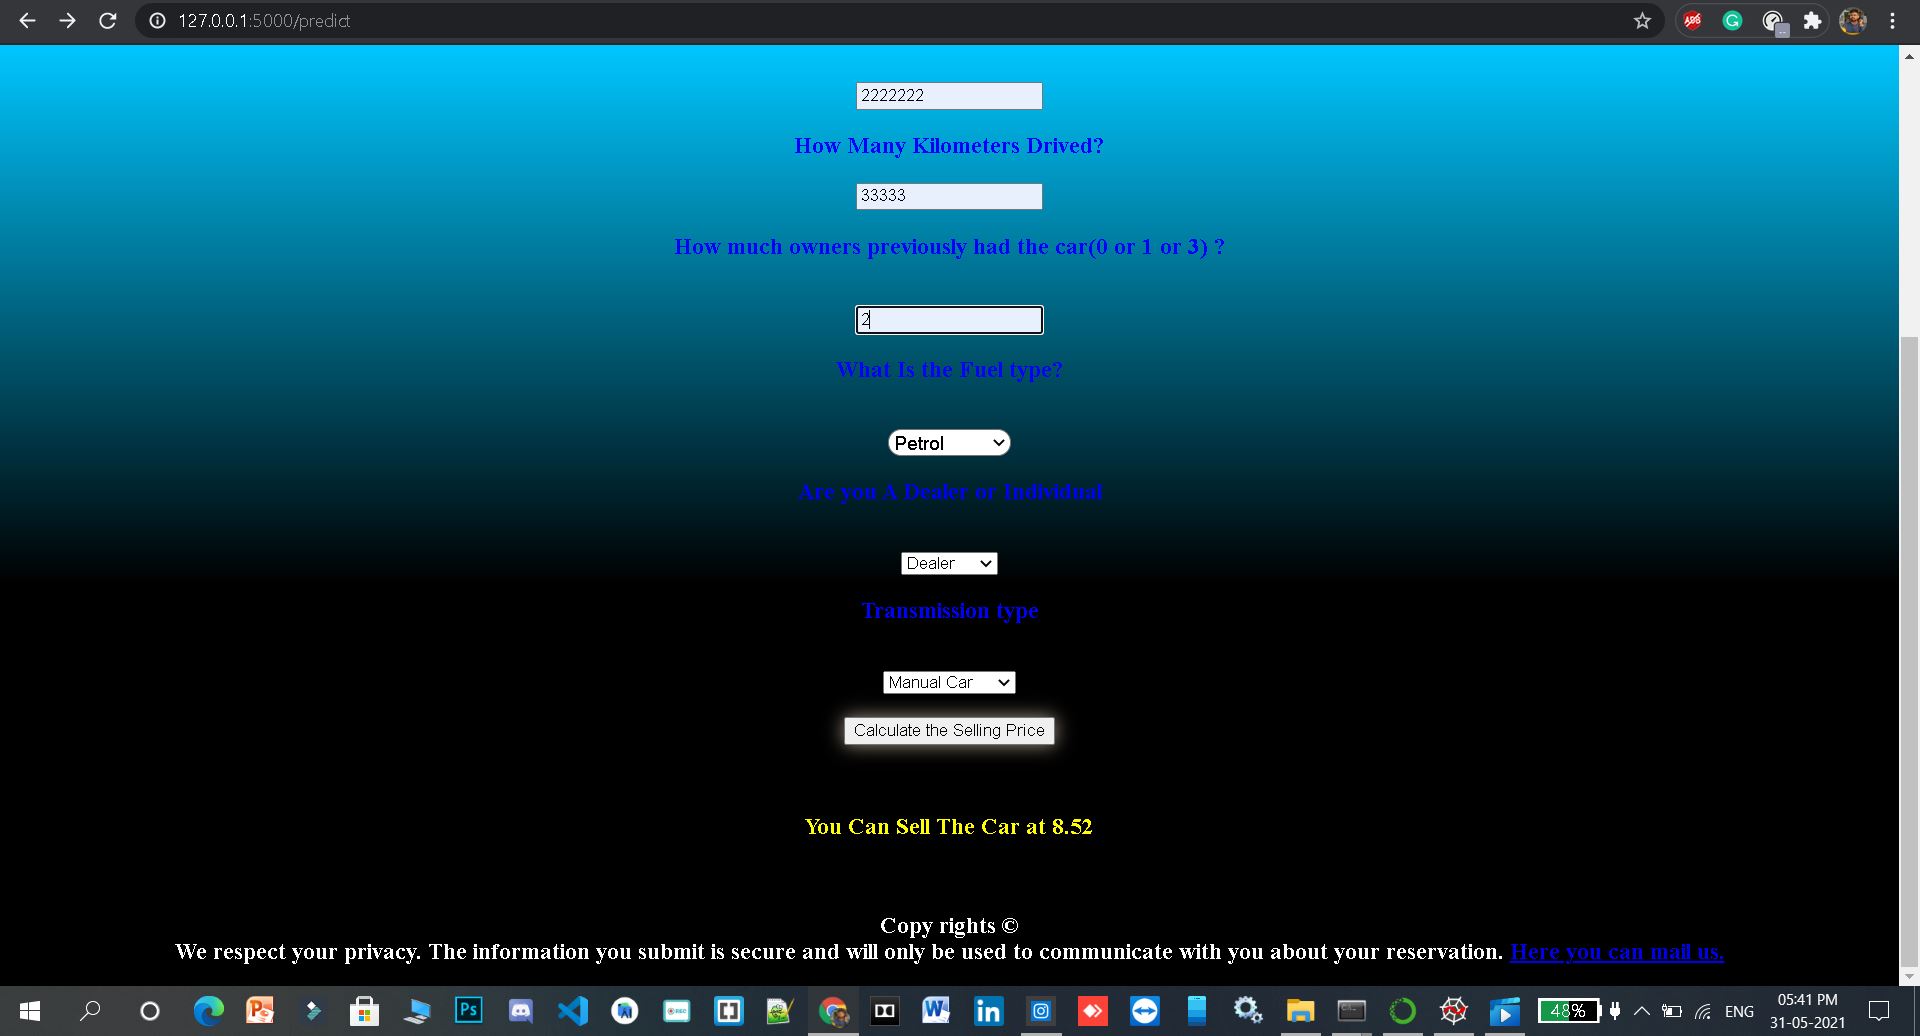 127.0.0.1:5000/predict
2222222
How Many Kilometers Drived?
33333
How much owners previously had the car(0 or 1 or 3) ?
2
What Is the Fuel type?
Petrol
Are you A Dealer or Individual
Dealer
Transmission type
Manual Car
Calculate the Selling Price
You Can Sell The Car at 8.52
Copy rights ©
We respect your privacy. The information you submit is secure and will only be used to communicate with you about your reservation. Here you can mail us.
48%
ENG
05:41 PM
31-05-2021